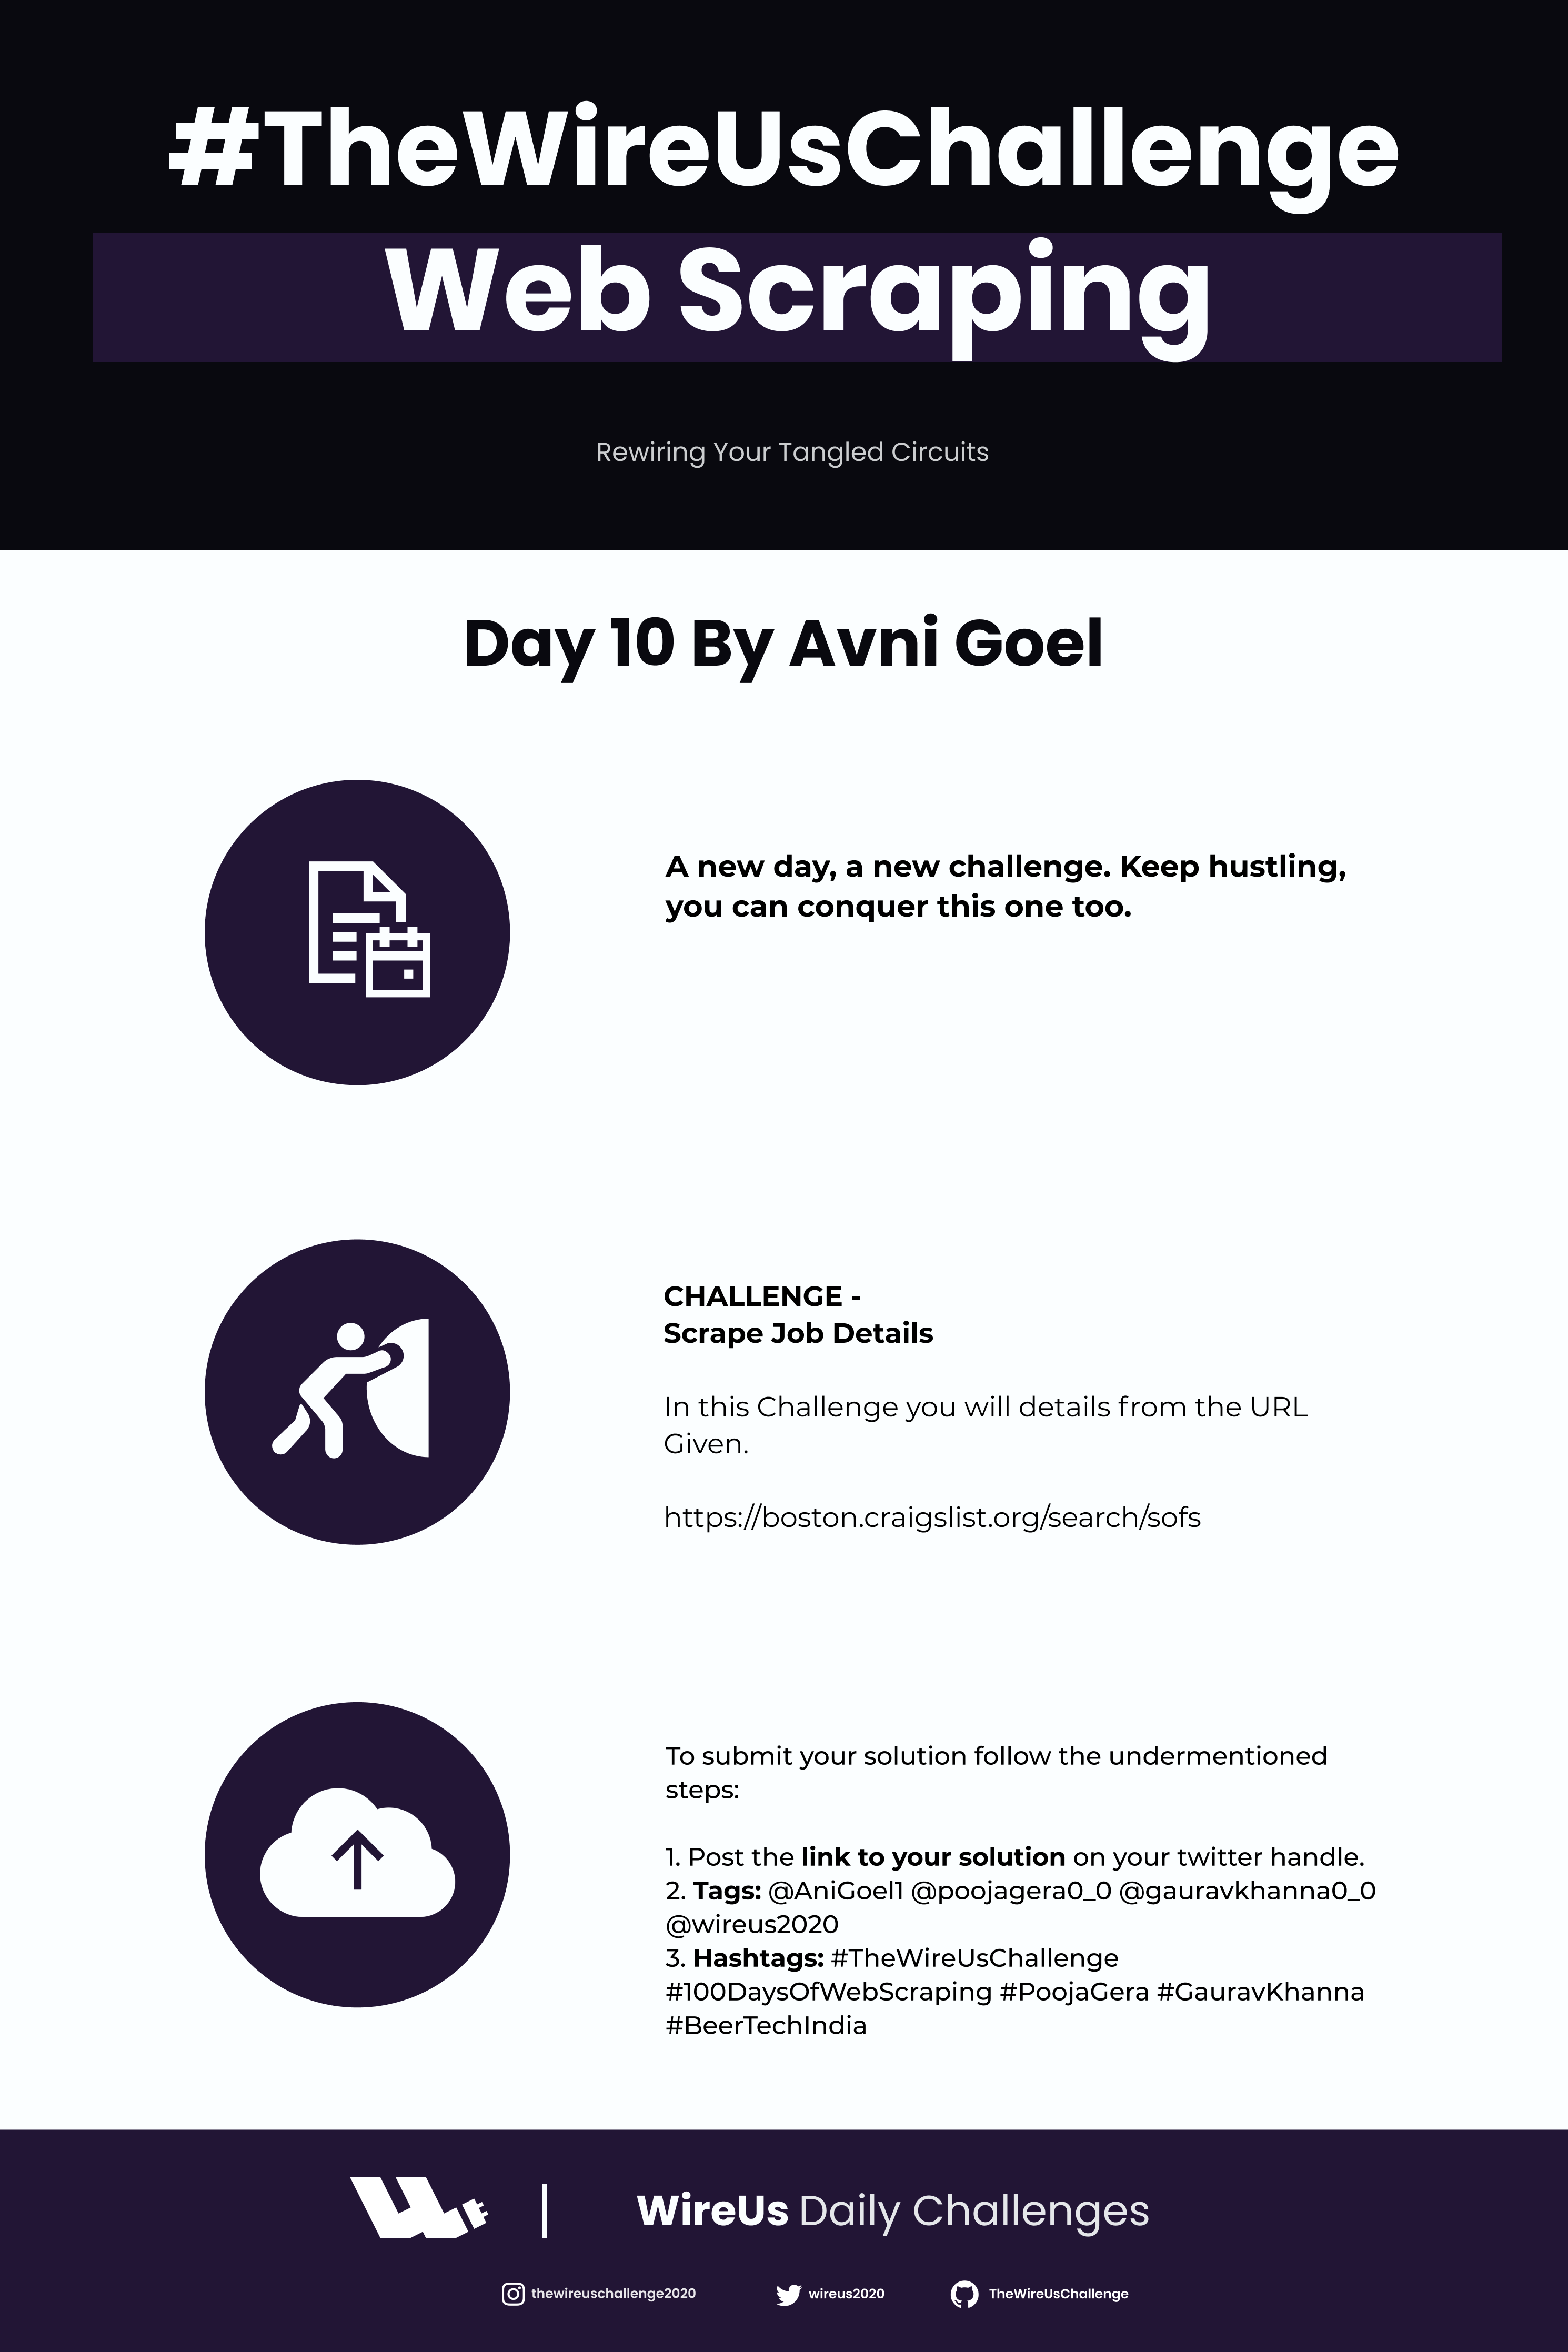 #TheWireUsChallenge
Web Scraping
Rewiring Your Tangled Circuits
Day 10 By Avni Goel
A new day, a new challenge. Keep hustling,
you can conquer this one too.
CHALLENGE -
Scrape Job Details
In this Challenge you will details from the URL
Given.
https://boston.craigslist.org/search/sofs
To submit your solution follow the undermentioned
steps:
1. Post the link to your solution on your twitter handle.
2. Tags: @AniGoel1 @poojagera0_0 @gauravkhanna0_0
@wireus2020
3. Hashtags: #TheWireUsChallenge
#100DaysOfWebScraping #PoojaGera #GauravKhanna
#BeerTechIndia
WireUs Daily Challenges
thewireuschallenge2020 wireus2020 TheWireUsChallenge